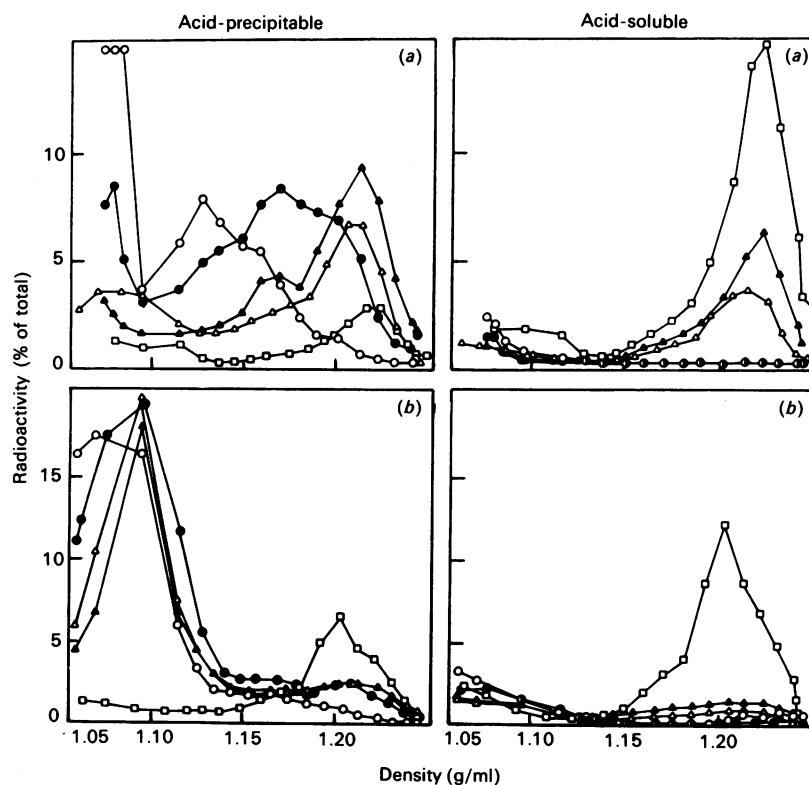 Acid-precipitable
Acid-soluble
(a)
(a)
10
5
0
Radioactivity (% of total)
(b)
(b)
15
10
5
0
1.05 1.10 1.15 1.20
1.05 1.10 1.15 1.20
Density (g/ml)